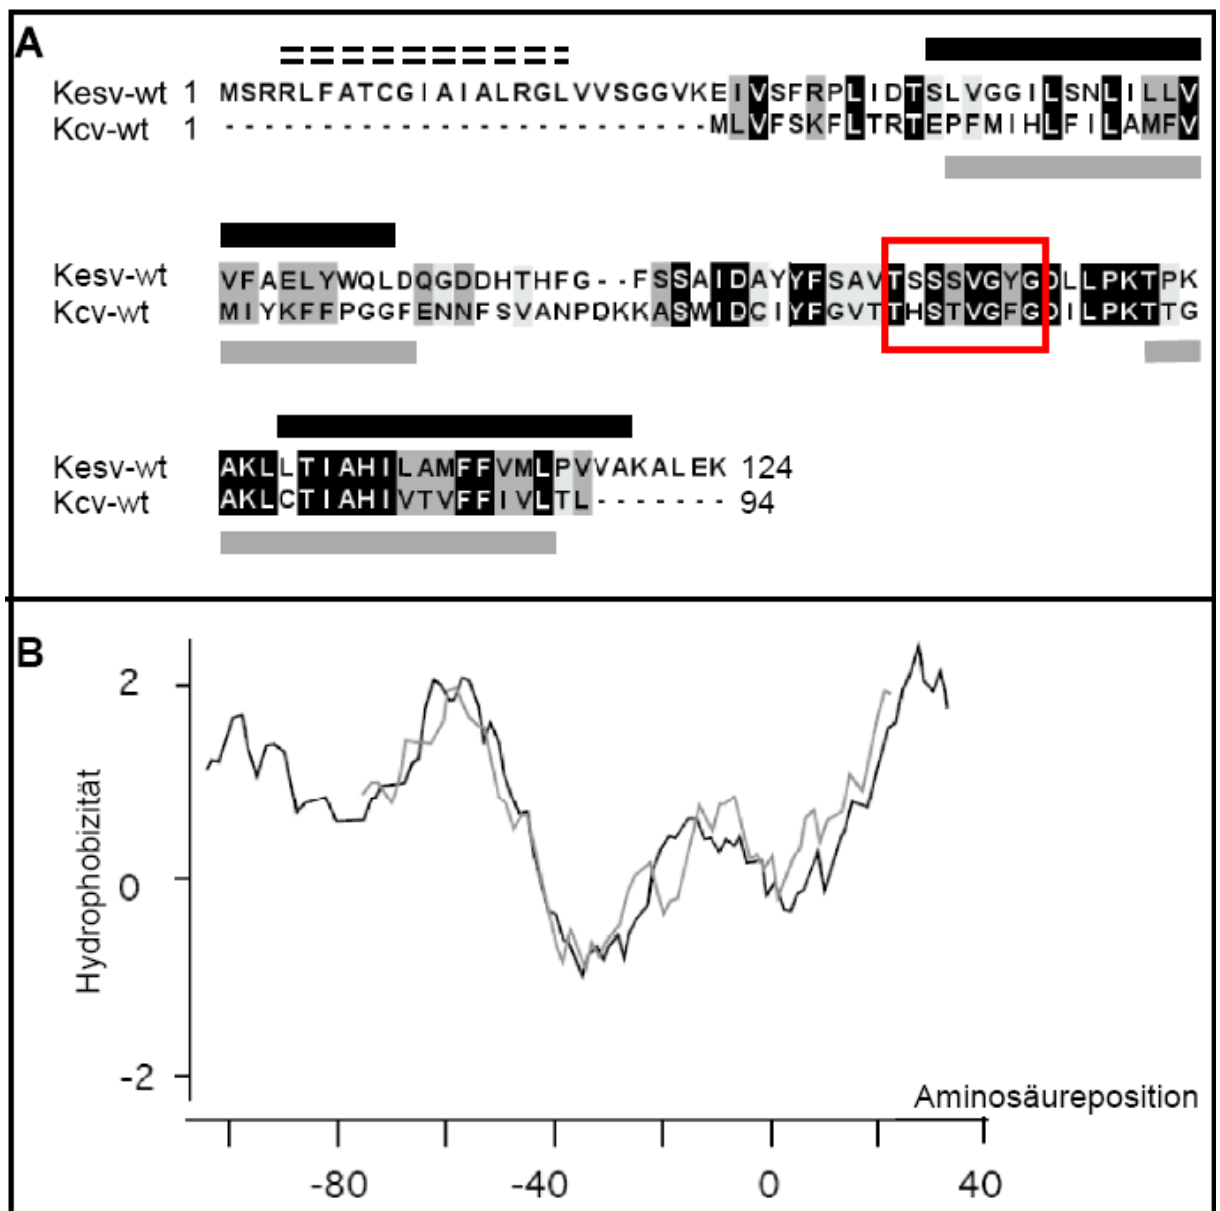 A
Kesv-wt 1 MSRRLFATCGIAIALRGLVVSGGVKEIVSFRPLIDTSLVGGILSNLILLV
Kcv-wt 1 -------------------------MLVFSKFLTRTEPFMIHLFILAMFV
Kesv-wt VFAELYWQLDQGDDHTHFG--FSSAIDAYYFSAVTSSSVGYGDLLPKTPK
Kcv-wt MIYKFFPGGFENNFSVANPDKKASWIDCIYFGVTTHSTVGFGDILPKTTG
Kesv-wt AKLLTIAHILAMFFVMLPVVAKALEK 124
Kcv-wt AKLCTIAHIVTVFFIVLTL------- 94
B
2
0
-2
Hydrophobizität
Aminosäureposition
-80 -40 0 40